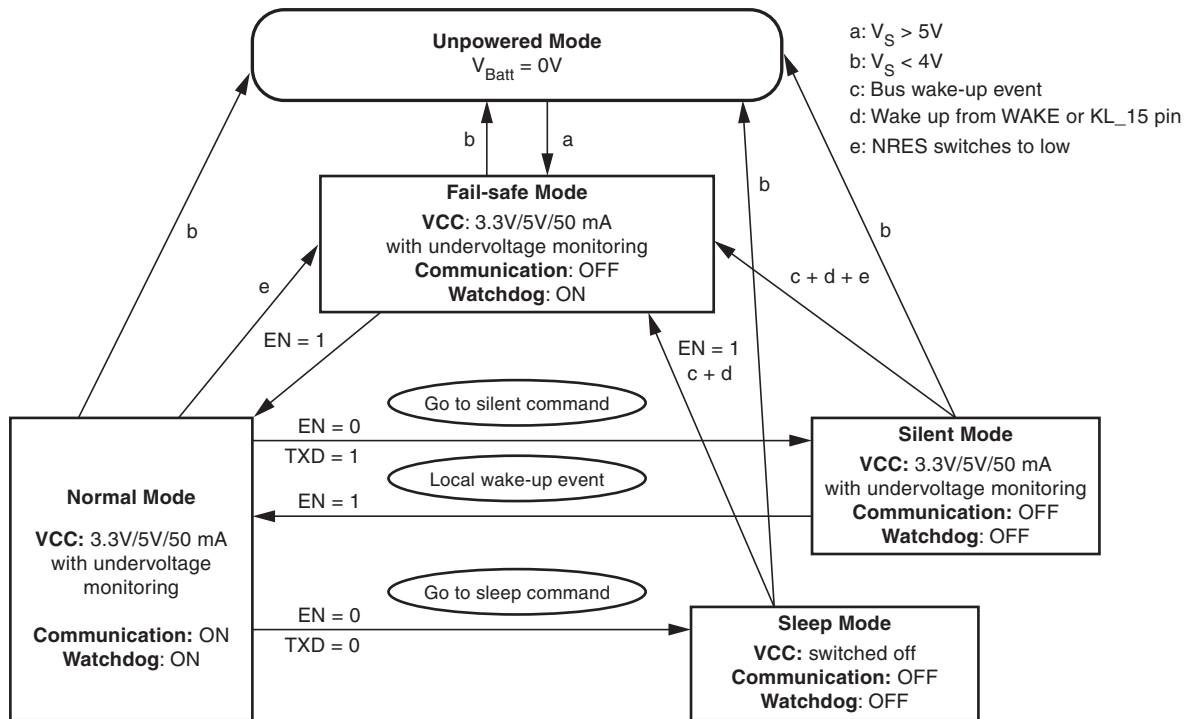 Unpowered Mode
V_Batt = 0V
a: V_S > 5V
b: V_S < 4V
c: Bus wake-up event
d: Wake up from WAKE or KL_15 pin
e: NRES switches to low
b
a
b
b
b
Fail-safe Mode
VCC: 3.3V/5V/50 mA
with undervoltage monitoring
Communication: OFF
Watchdog: ON
e
c + d + e
EN = 1
EN = 1
c + d
Go to silent command
EN = 0
TXD = 1
Local wake-up event
EN = 1
Normal Mode
VCC: 3.3V/5V/50 mA
with undervoltage
monitoring
Communication: ON
Watchdog: ON
Silent Mode
VCC: 3.3V/5V/50 mA
with undervoltage monitoring
Communication: OFF
Watchdog: OFF
Go to sleep command
EN = 0
TXD = 0
Sleep Mode
VCC: switched off
Communication: OFF
Watchdog: OFF